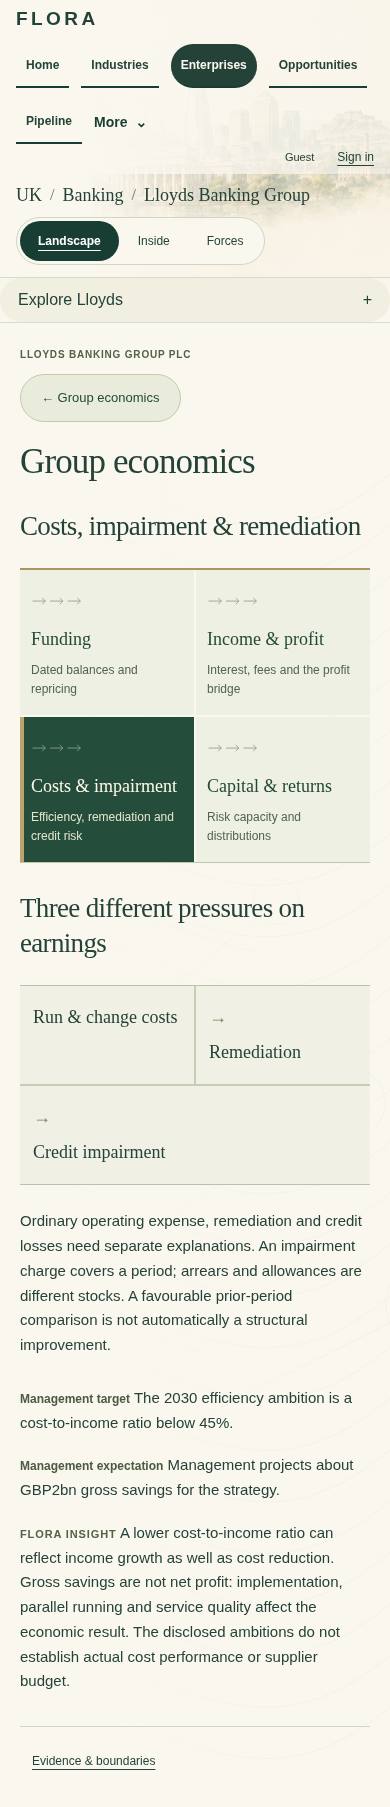 FLORA
Home Industries Enterprises Opportunities
Pipeline More
Guest Sign in
UK / Banking / Lloyds Banking Group
Landscape Inside Forces
Explore Lloyds +
LLOYDS BANKING GROUP PLC
← Group economics
Group economics
Costs, impairment & remediation
→→→
Funding
Dated balances and
repricing
→→→
Income & profit
Interest, fees and the profit
bridge
→→→
Costs & impairment
Efficiency, remediation and
credit risk
→→→
Capital & returns
Risk capacity and
distributions
Three different pressures on
earnings
Run & change costs
→
Remediation
→
Credit impairment
Ordinary operating expense, remediation and credit
losses need separate explanations. An impairment
charge covers a period; arrears and allowances are
different stocks. A favourable prior-period
comparison is not automatically a structural
improvement.
Management target The 2030 efficiency ambition is a
cost-to-income ratio below 45%.
Management expectation Management projects about
GBP2bn gross savings for the strategy.
FLORA INSIGHT A lower cost-to-income ratio can
reflect income growth as well as cost reduction.
Gross savings are not net profit: implementation,
parallel running and service quality affect the
economic result. The disclosed ambitions do not
establish actual cost performance or supplier
budget.
Evidence & boundaries